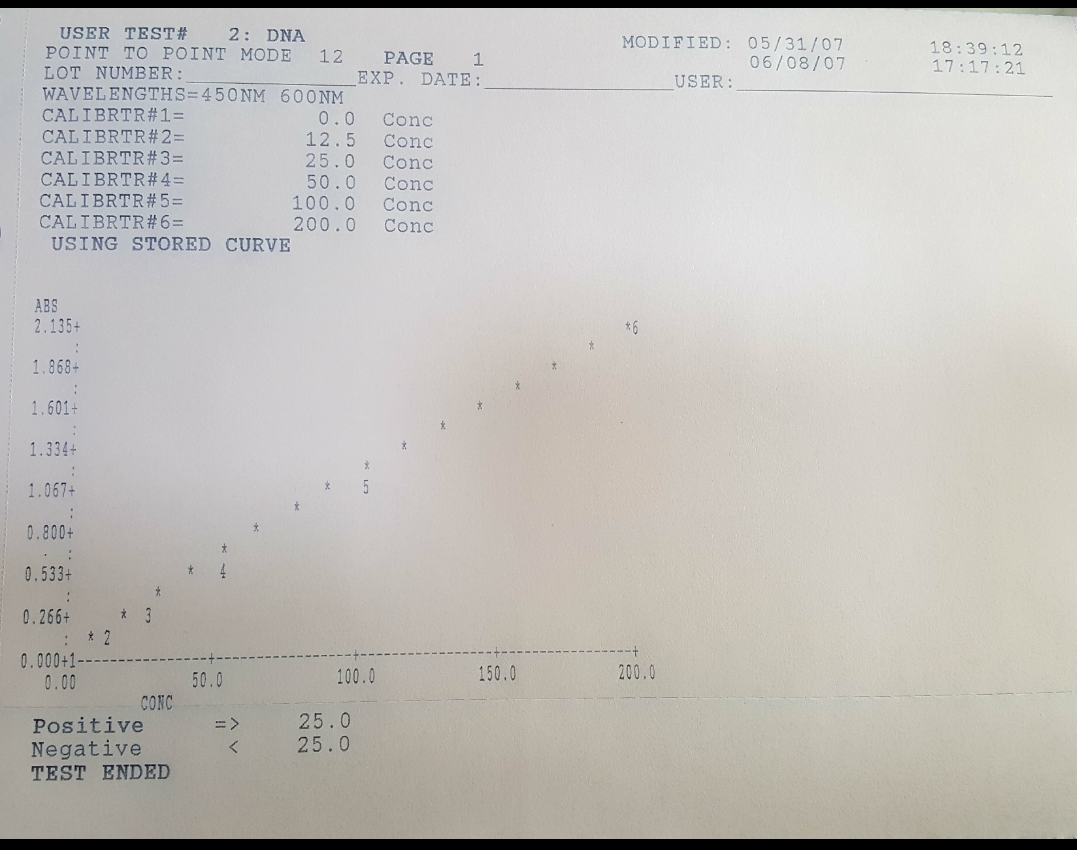 USER TEST# 2: DNA MODIFIED: 05/31/07 18:39:12
POINT TO POINT MODE 12 PAGE 1 06/08/07 17:17:21
LOT NUMBER:____________EXP. DATE:______________USER:________________________
WAVELENGTHS=450NM 600NM
CALIBRTR#1= 0.0 Conc
CALIBRTR#2= 12.5 Conc
CALIBRTR#3= 25.0 Conc
CALIBRTR#4= 50.0 Conc
CALIBRTR#5= 100.0 Conc
CALIBRTR#6= 200.0 Conc
USING STORED CURVE
ABS
2.135+ *6
: *
1.868+ *
: *
1.601+ *
: *
1.334+ *
: *
1.067+ * 5
: *
0.800+ *
: *
0.533+ * 4
: *
0.266+ * 3
: * 2
0.000+1---------+----------+----------+----------+
0.00 50.0 100.0 150.0 200.0
CONC
Positive => 25.0
Negative < 25.0
TEST ENDED